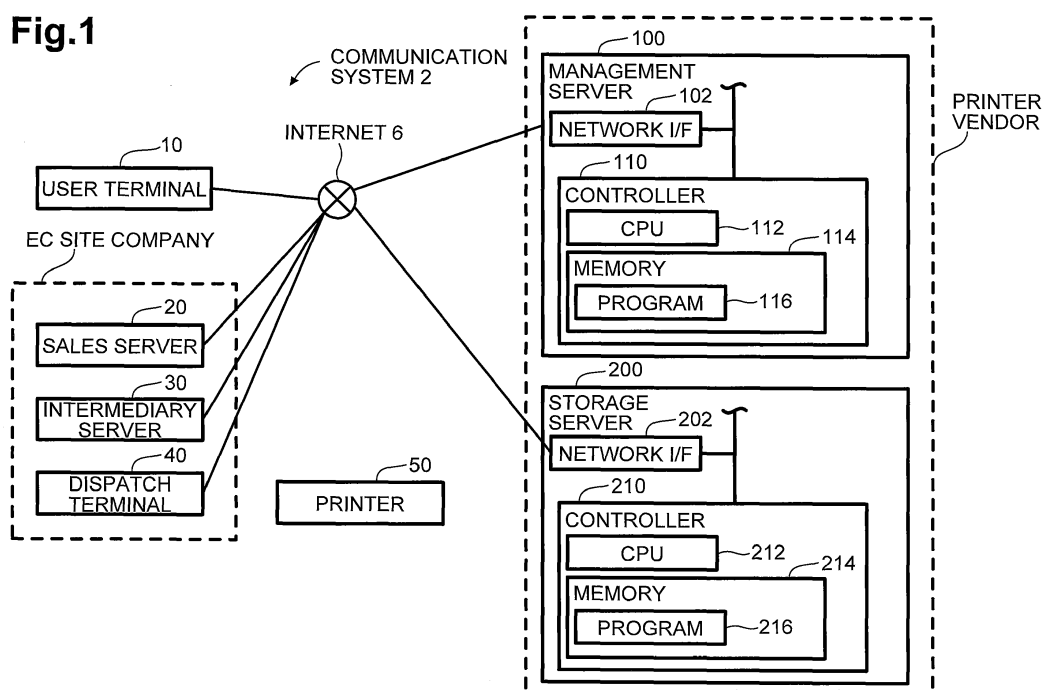 Fig.1
COMMUNICATION
SYSTEM 2
INTERNET 6
10
USER TERMINAL
EC SITE COMPANY
20
SALES SERVER
30
INTERMEDIARY
SERVER
40
DISPATCH
TERMINAL
50
PRINTER
PRINTER
VENDOR
100
MANAGEMENT
SERVER
102
NETWORK I/F
110
CONTROLLER
CPU
112
114
MEMORY
PROGRAM
116
200
STORAGE
SERVER
202
NETWORK I/F
210
CONTROLLER
CPU
212
214
MEMORY
PROGRAM
216